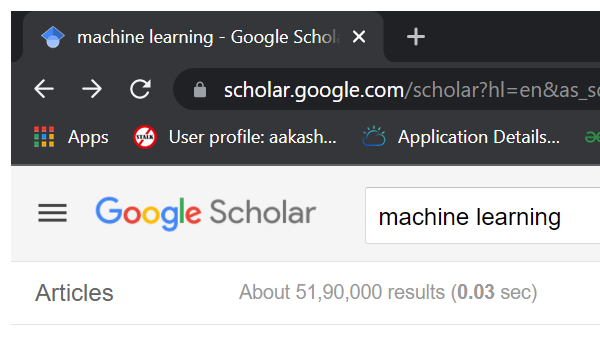 machine learning - Google Schol
scholar.google.com/scholar?hl=en&as_s
Apps STALK User profile: aakash... Application Details...
Google Scholar machine learning
Articles About 51,90,000 results (0.03 sec)